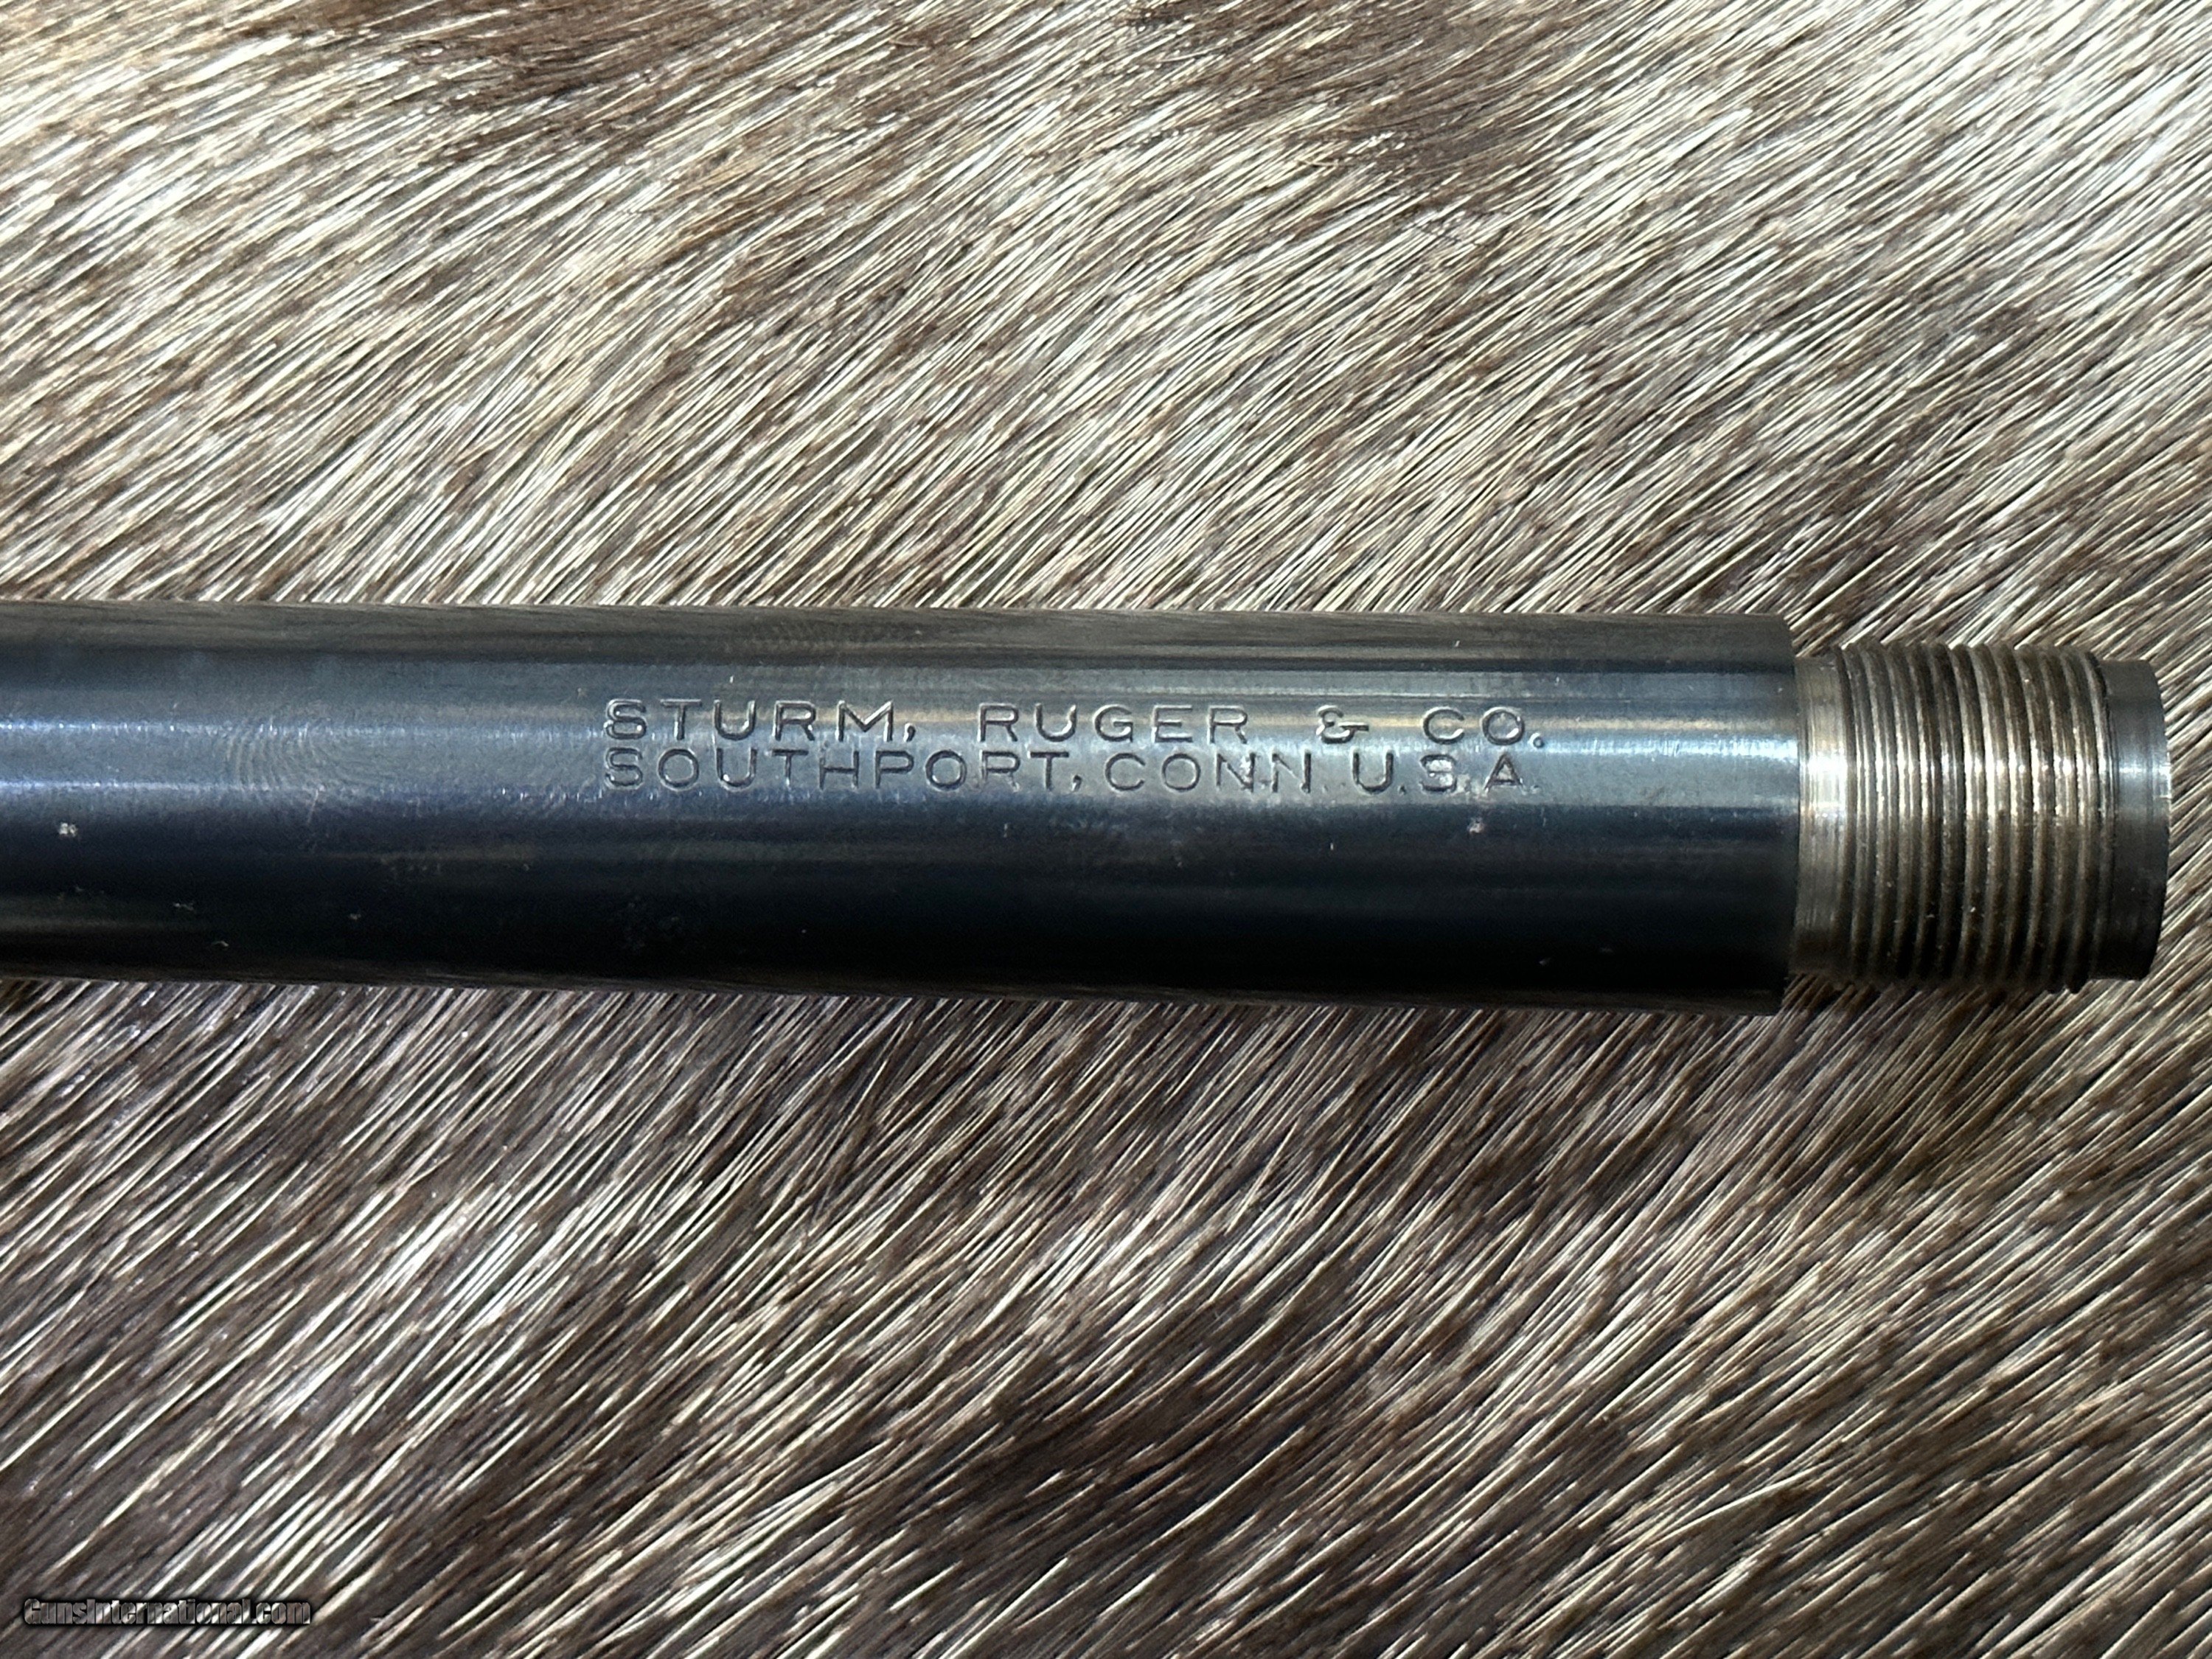 STURM, RUGER & CO.
SOUTHPORT, CONN. U.S.A.
GunsInternational.com